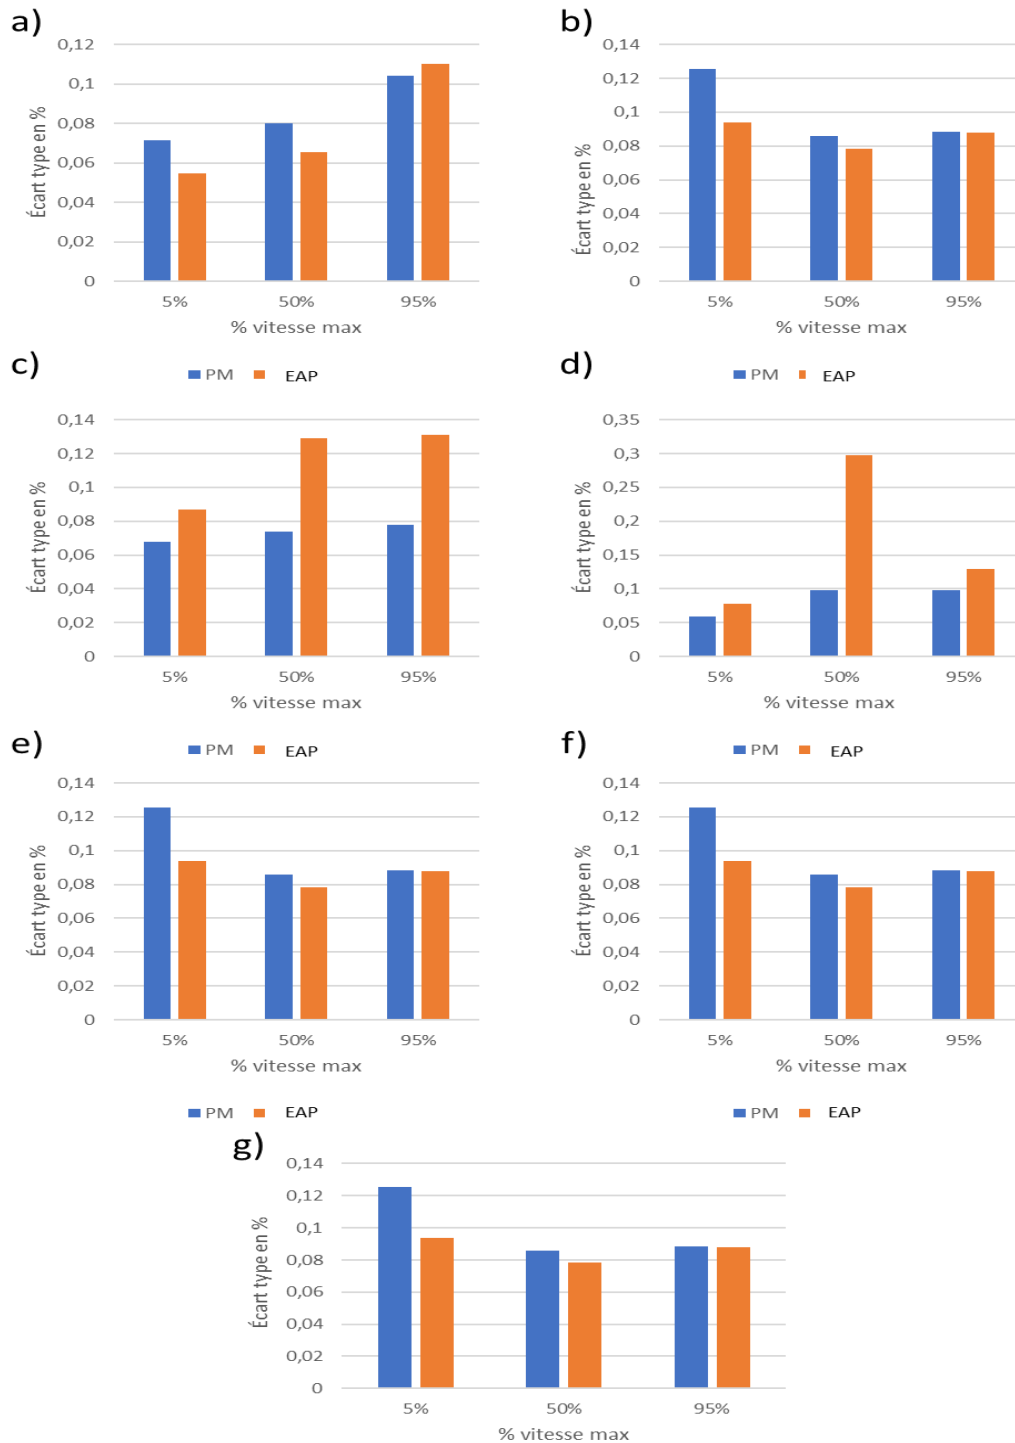 a)
0,12
0,1
0,08
0,06
0,04
0,02
0
Écart type en %
5% 50% 95%
% vitesse max
PM EAP
b)
0,14
0,12
0,1
0,08
0,06
0,04
0,02
0
Écart type en %
5% 50% 95%
% vitesse max
PM EAP
c)
0,14
0,12
0,1
0,08
0,06
0,04
0,02
0
Écart type en %
5% 50% 95%
% vitesse max
PM EAP
d)
0,35
0,3
0,25
0,2
0,15
0,1
0,05
0
Écart type en %
5% 50% 95%
% vitesse max
PM EAP
e)
0,14
0,12
0,1
0,08
0,06
0,04
0,02
0
Écart type en %
5% 50% 95%
% vitesse max
PM EAP
f)
0,14
0,12
0,1
0,08
0,06
0,04
0,02
0
Écart type en %
5% 50% 95%
% vitesse max
PM EAP
g)
0,14
0,12
0,1
0,08
0,06
0,04
0,02
0
Écart type en %
5% 50% 95%
% vitesse max